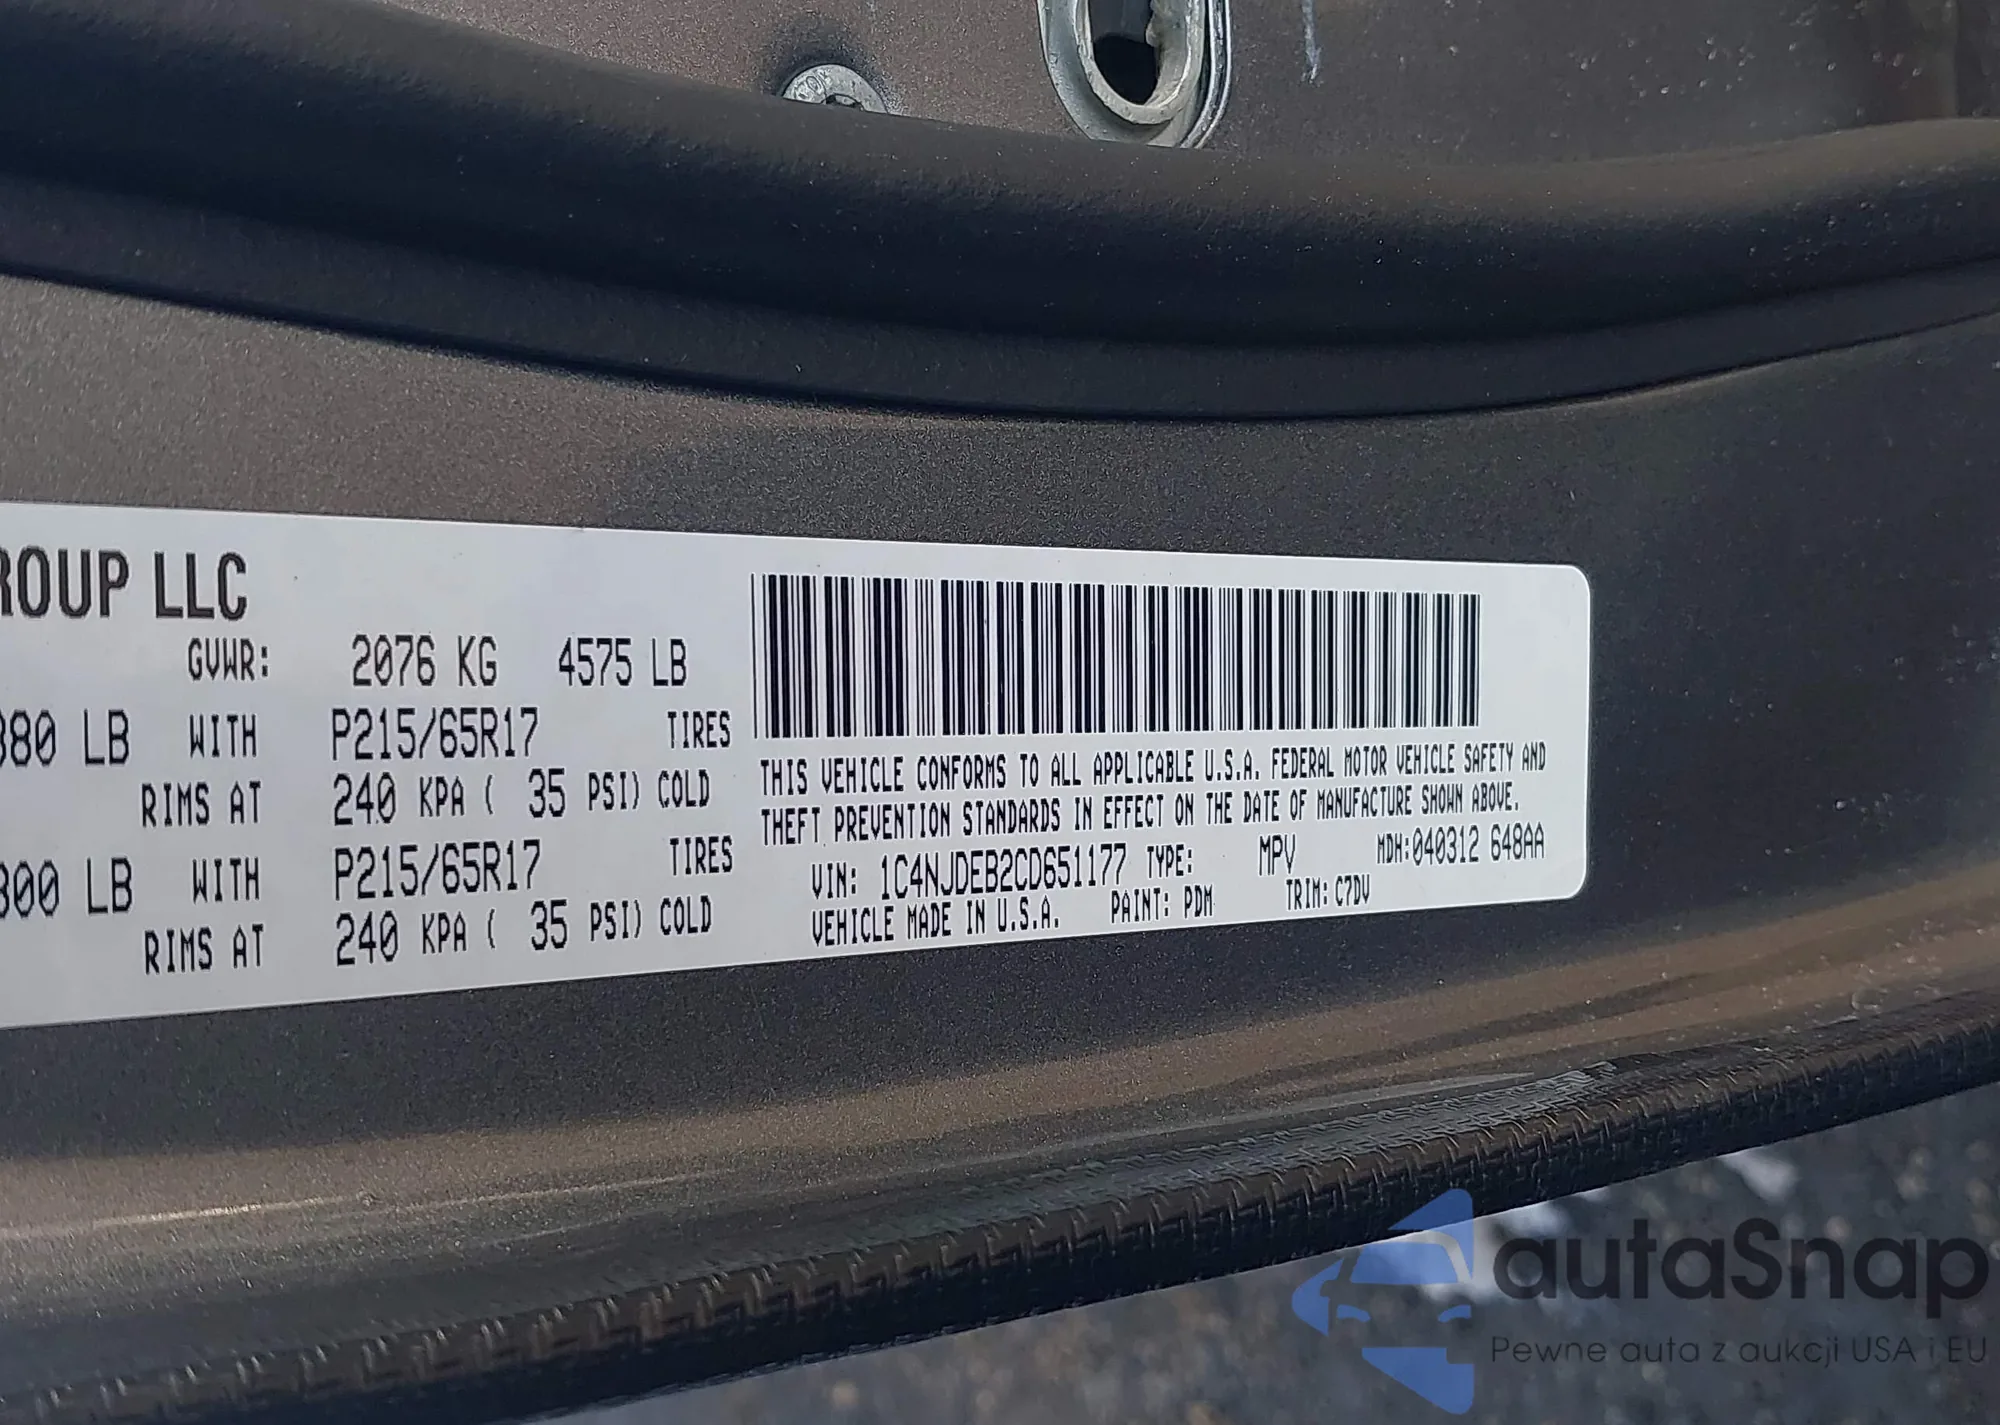 ROUP LLC
GVWR: 2076 KG 4575 LB
380 LB WITH P215/65R17 TIRES
RIMS AT 240 KPA ( 35 PSI) COLD
300 LB WITH P215/65R17 TIRES
RIMS AT 240 KPA ( 35 PSI) COLD
THIS VEHICLE CONFORMS TO ALL APPLICABLE U.S.A. FEDERAL MOTOR VEHICLE SAFETY AND
THEFT PREVENTION STANDARDS IN EFFECT ON THE DATE OF MANUFACTURE SHOWN ABOVE.
VIN: 1C4NJDEB2CD651177 TYPE: MPV MDH:040312 648AA
VEHICLE MADE IN U.S.A. PAINT: PDM TRIM: C7DV
autaSnap
Pewne auta z aukcji USA i EU